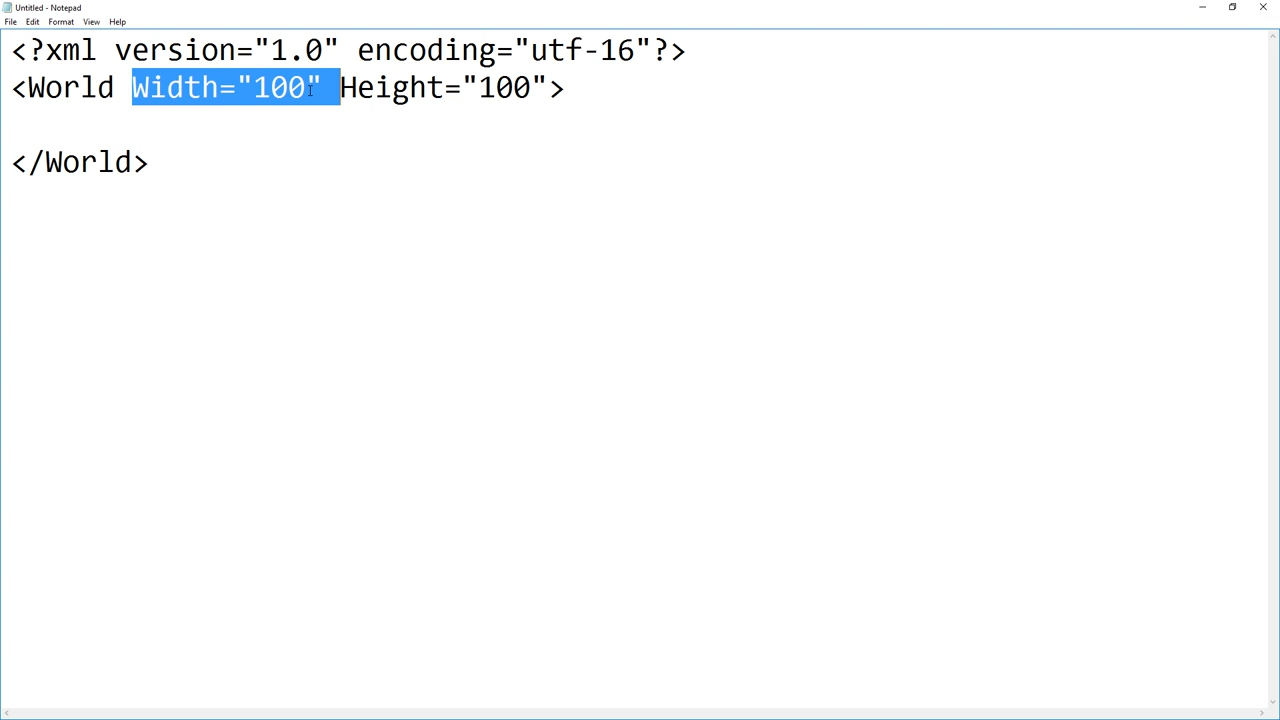 Untitled - Notepad
File Edit Format View Help
<?xml version="1.0" encoding="utf-16"?>
<World Width="100" Height="100">
</World>